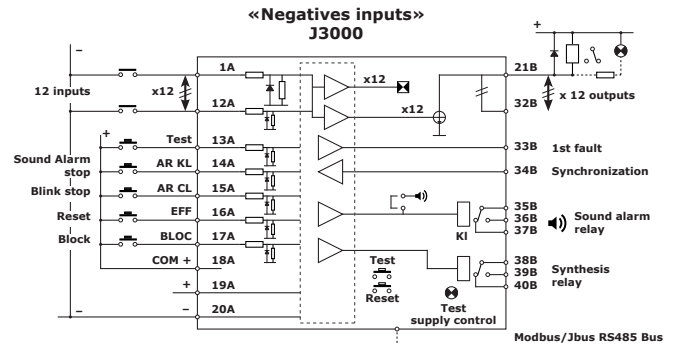 «Negatives inputs»
J3000
−
+
1A
21B
12 inputs
x12
x12
x 12 outputs
12A
x12
32B
+
Test
13A
33B
1st fault
Sound Alarm
stop
AR KL
14A
34B
Synchronization
Blink stop
AR CL
15A
35B
Reset
EFF
16A
36B
Sound alarm
relay
KI
37B
Block
BLOC
17A
38B
COM +
18A
Test
39B
Synthesis
relay
40B
+
19A
Reset
−
−
20A
Test
supply control
Modbus/Jbus RS485 Bus